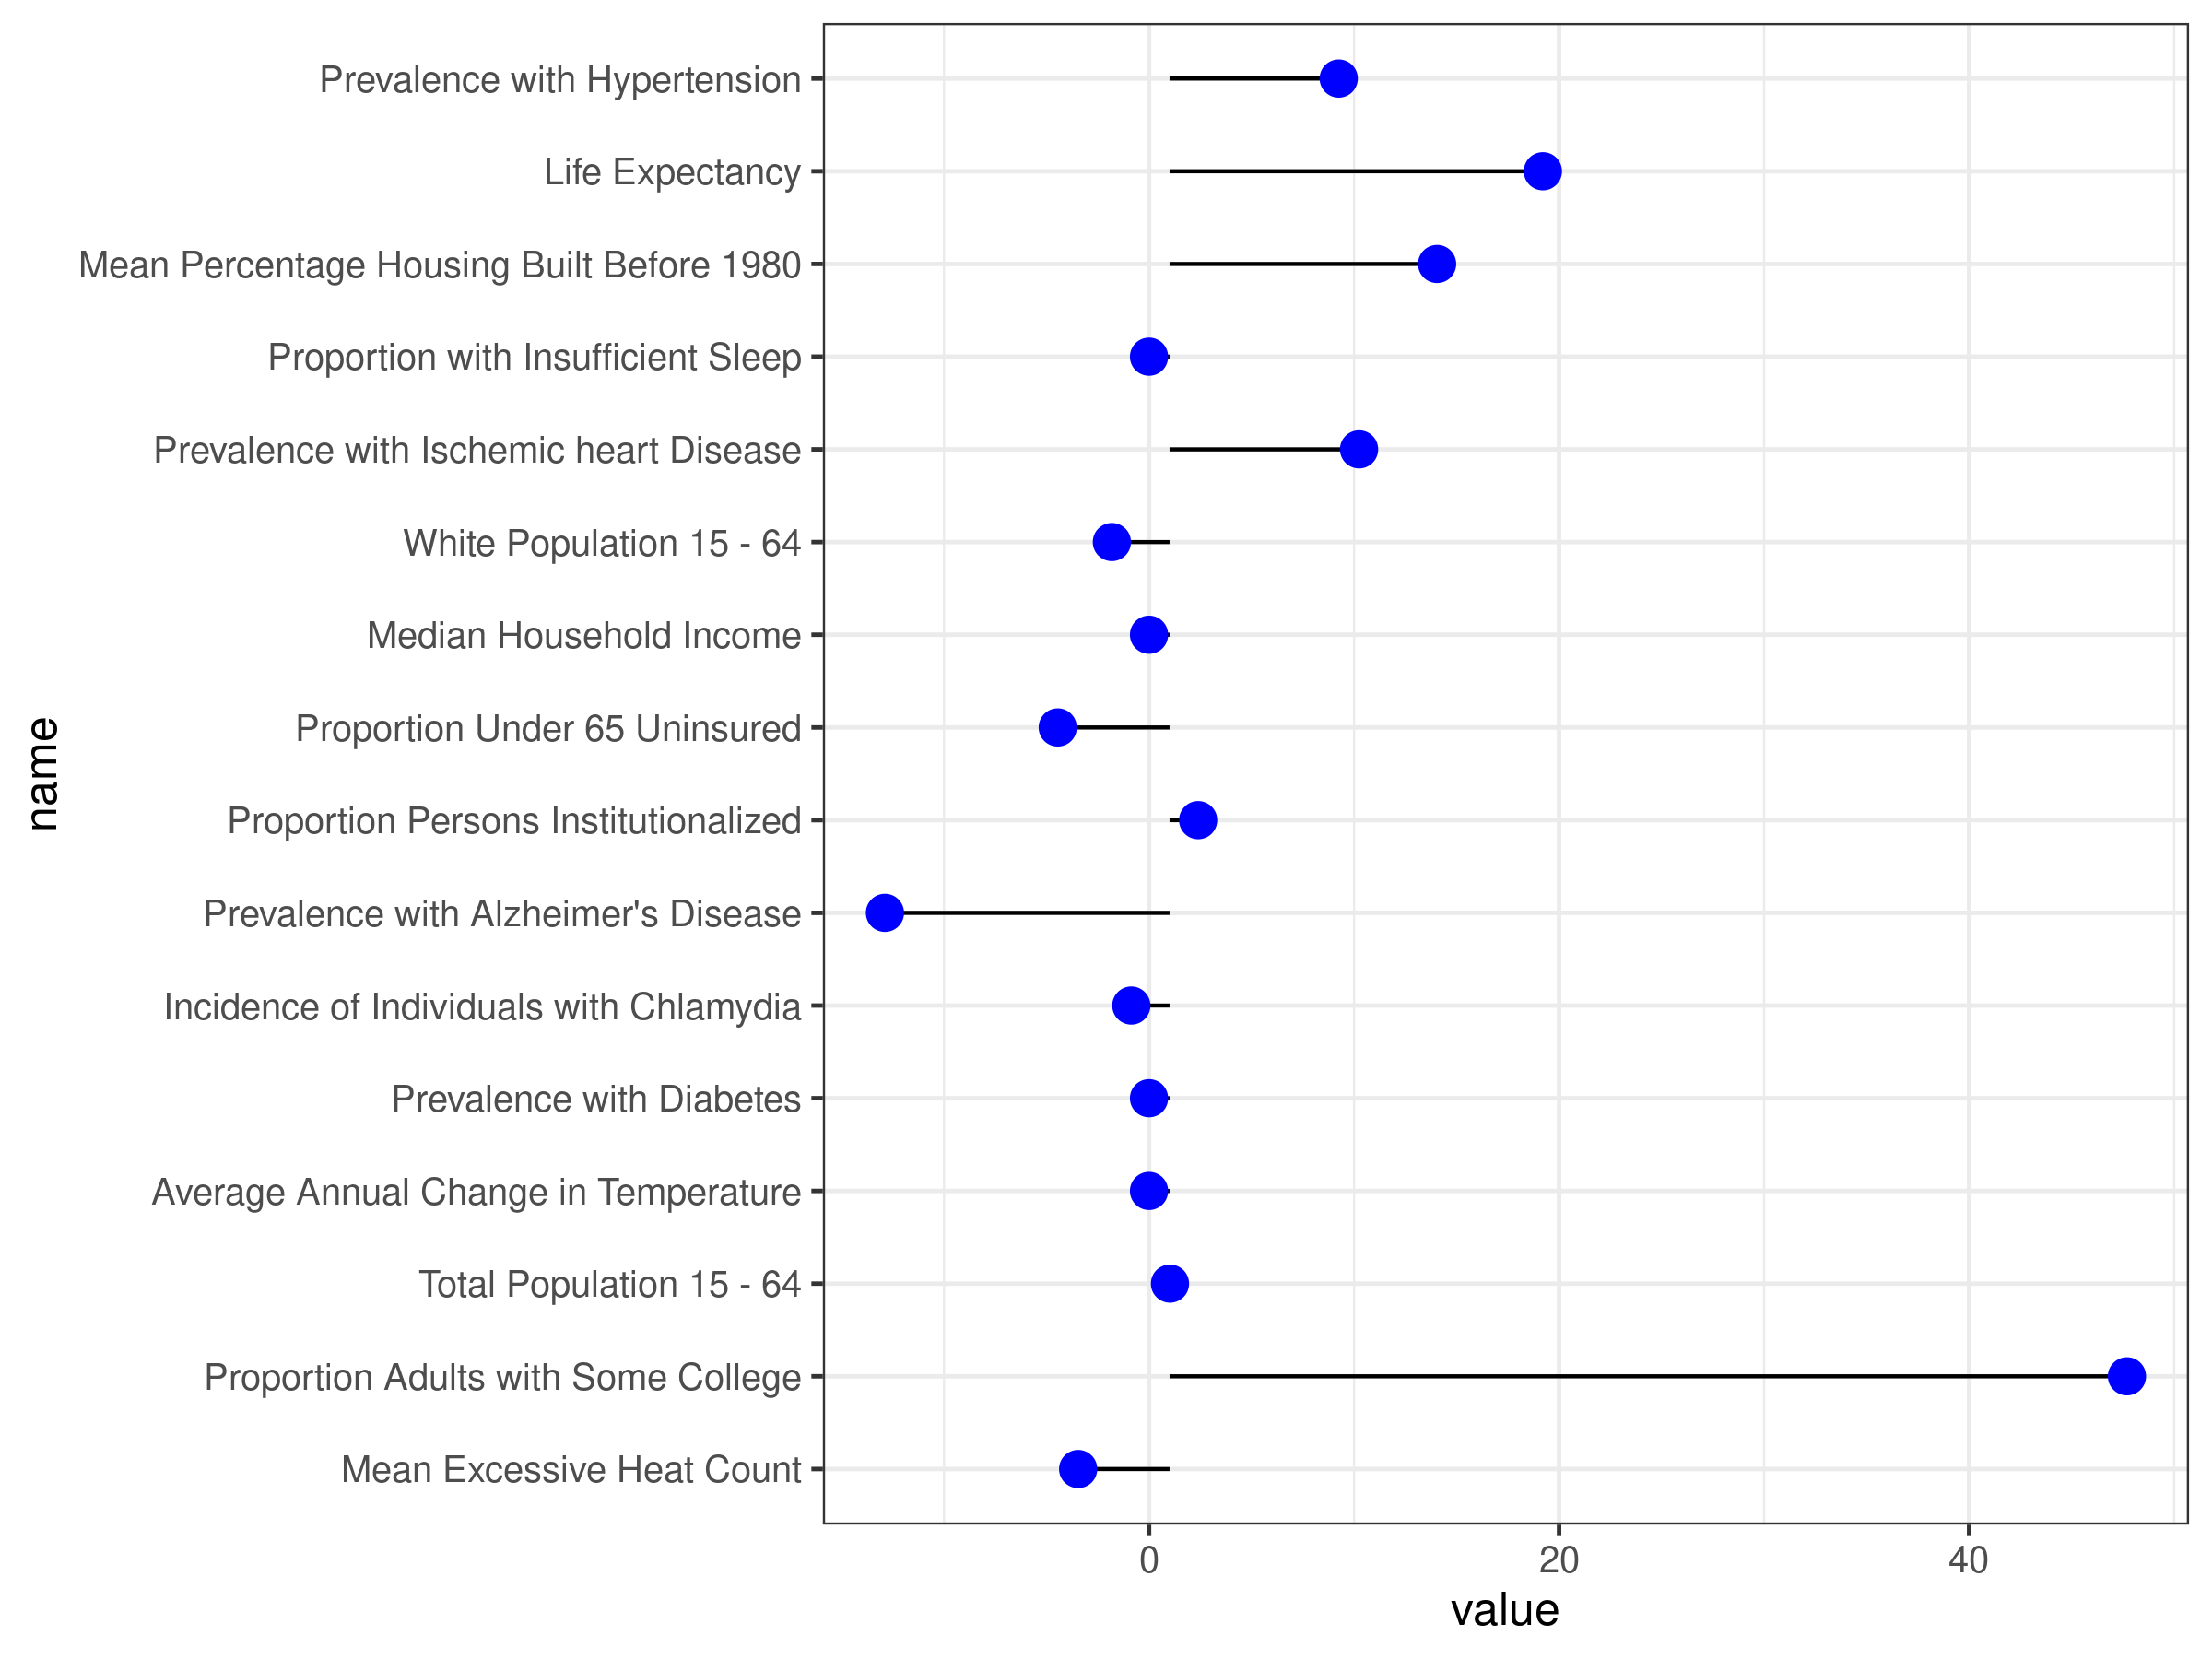 Prevalence with Hypertension
Life Expectancy
Mean Percentage Housing Built Before 1980
Proportion with Insufficient Sleep
Prevalence with Ischemic heart Disease
White Population 15 - 64
Median Household Income
Proportion Under 65 Uninsured
Proportion Persons Institutionalized
Prevalence with Alzheimer's Disease
Incidence of Individuals with Chlamydia
Prevalence with Diabetes
Average Annual Change in Temperature
Total Population 15 - 64
Proportion Adults with Some College
Mean Excessive Heat Count
name
0 20 40
value